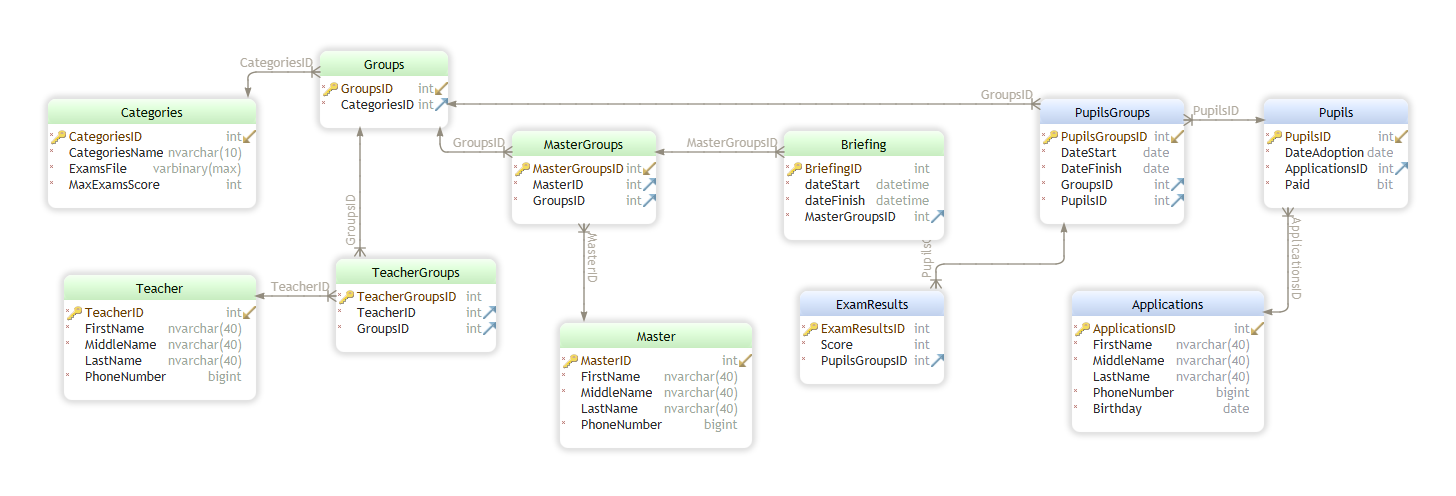 CategoriesID
Groups
GroupsID int
CategoriesID int
Categories
CategoriesID int
CategoriesName nvarchar(10)
ExamsFile varbinary(max)
MaxExamsScore int
GroupsID
MasterGroups
MasterGroupsID int
MasterID int
GroupsID int
MasterGroupsID
Briefing
BriefingID int
dateStart datetime
dateFinish datetime
MasterGroupsID int
GroupsID
PupilsGroups
PupilsGroupsID int
DateStart date
DateFinish date
GroupsID int
PupilsID int
PupilsID
Pupils
PupilsID int
DateAdoption date
ApplicationsID int
Paid bit
GroupsID
MasterID
ApplicationsID
Teacher
TeacherID int
FirstName nvarchar(40)
MiddleName nvarchar(40)
LastName nvarchar(40)
PhoneNumber bigint
TeacherID
TeacherGroups
TeacherGroupsID int
TeacherID int
GroupsID int
Master
MasterID int
FirstName nvarchar(40)
MiddleName nvarchar(40)
LastName nvarchar(40)
PhoneNumber bigint
ExamResults
ExamResultsID int
Score int
PupilsGroupsID int
Applications
ApplicationsID int
FirstName nvarchar(40)
MiddleName nvarchar(40)
LastName nvarchar(40)
PhoneNumber bigint
Birthday date